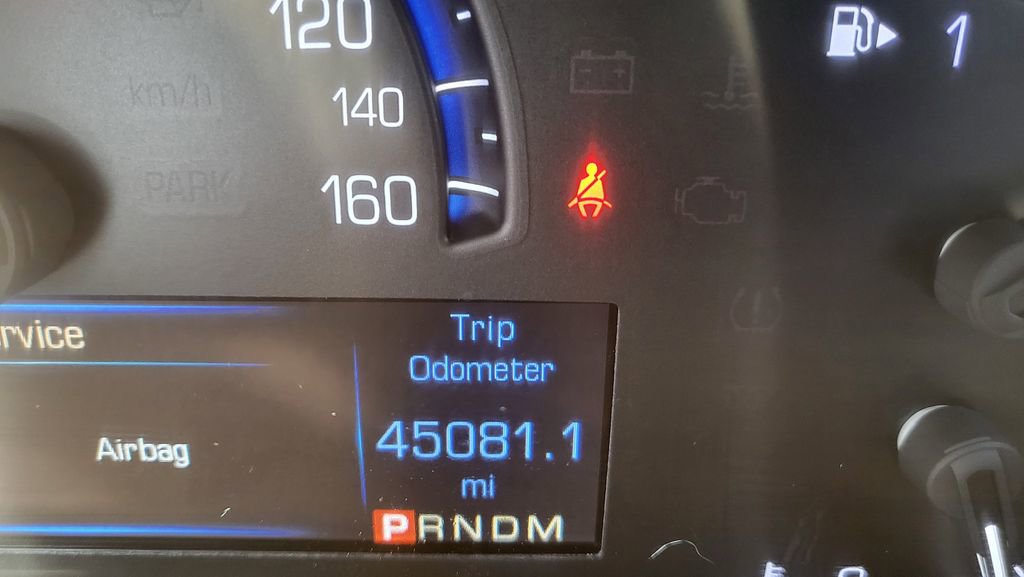 120
1
km/h
140
PARK
160
rvice
Trip
Odometer
45081.1
Airbag
mi
PRNDM